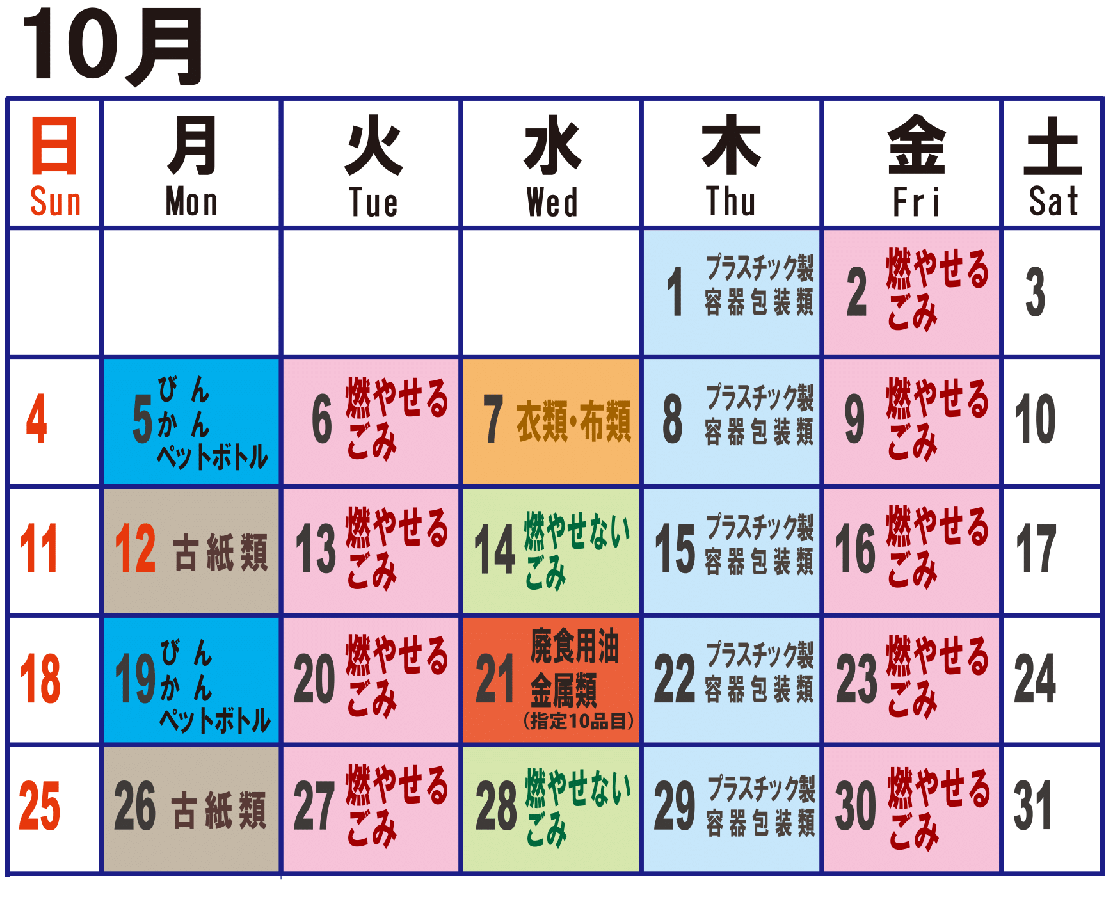 10月
日 月 火 水 木 金 土
Sun Mon Tue Wed Thu Fri Sat
1 プラスチック製
容器包装類
2 燃やせる
ごみ
3
4
5 びん
かん
ペットボトル
6 燃やせる
ごみ
7 衣類・布類
8 プラスチック製
容器包装類
9 燃やせる
ごみ
10
11
12 古紙類
13 燃やせる
ごみ
14 燃やせない
ごみ
15 プラスチック製
容器包装類
16 燃やせる
ごみ
17
18
19 びん
かん
ペットボトル
20 燃やせる
ごみ
21 廃食用油
金属類
(指定10品目)
22 プラスチック製
容器包装類
23 燃やせる
ごみ
24
25
26 古紙類
27 燃やせる
ごみ
28 燃やせない
ごみ
29 プラスチック製
容器包装類
30 燃やせる
ごみ
31